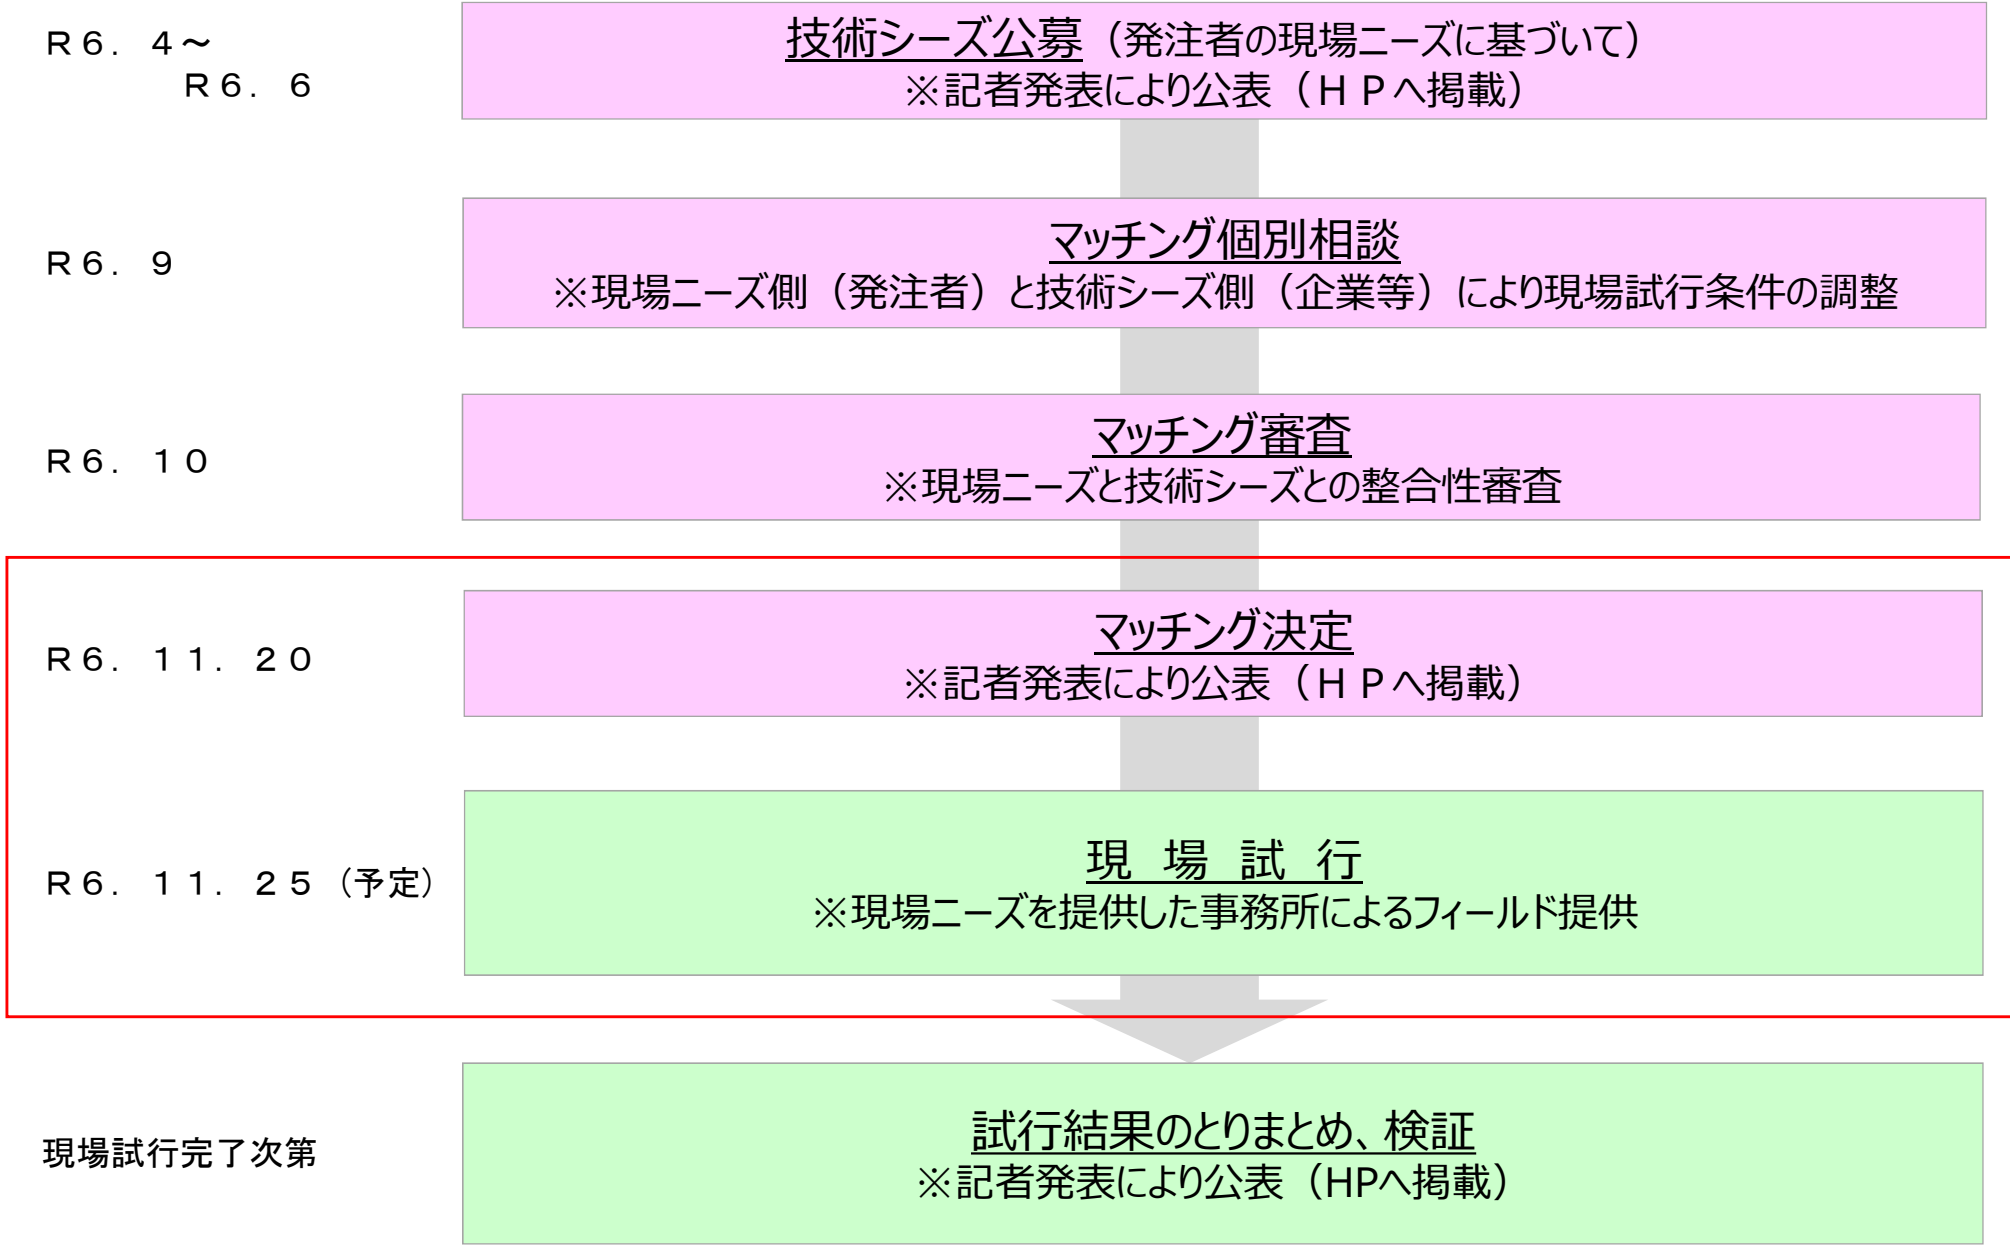 Ｒ６．４～
Ｒ６．６
技術シーズ公募（発注者の現場ニーズに基づいて）
※記者発表により公表（ＨＰへ掲載）
Ｒ６．９
マッチング個別相談
※現場ニーズ側（発注者）と技術シーズ側（企業等）により現場試行条件の調整
Ｒ６．１０
マッチング審査
※現場ニーズと技術シーズとの整合性審査
Ｒ６．１１．２０
マッチング決定
※記者発表により公表（ＨＰへ掲載）
Ｒ６．１１．２５（予定）
現　場　試　行
※現場ニーズを提供した事務所によるフィールド提供
現場試行完了次第
試行結果のとりまとめ、検証
※記者発表により公表（HPへ掲載）